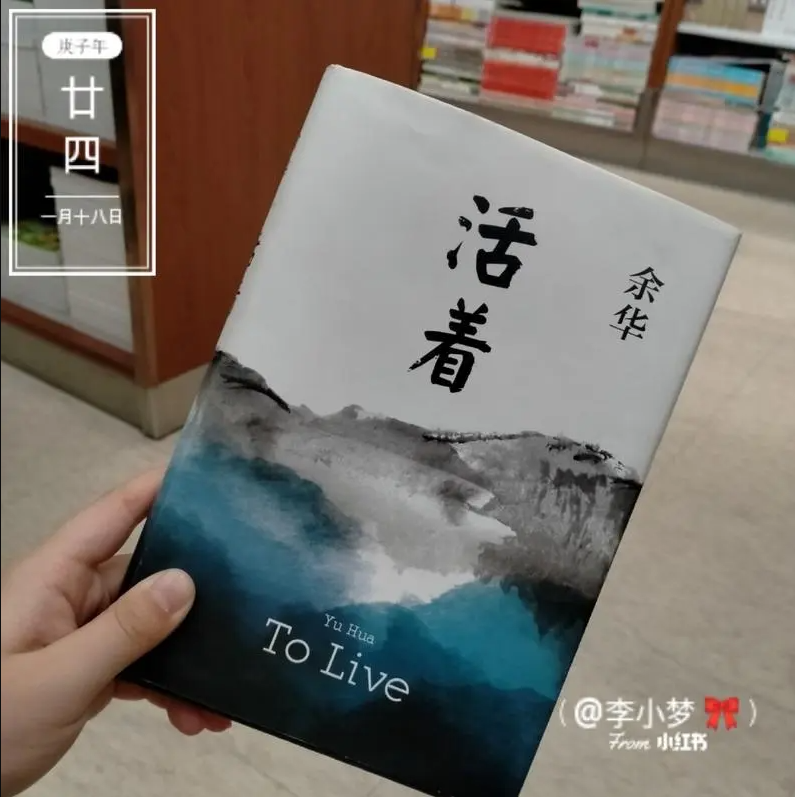 庚子年
廿四
一月十八日
活着
余华
Yu Hua
To Live
（@李小梦🎀）
From 小红书